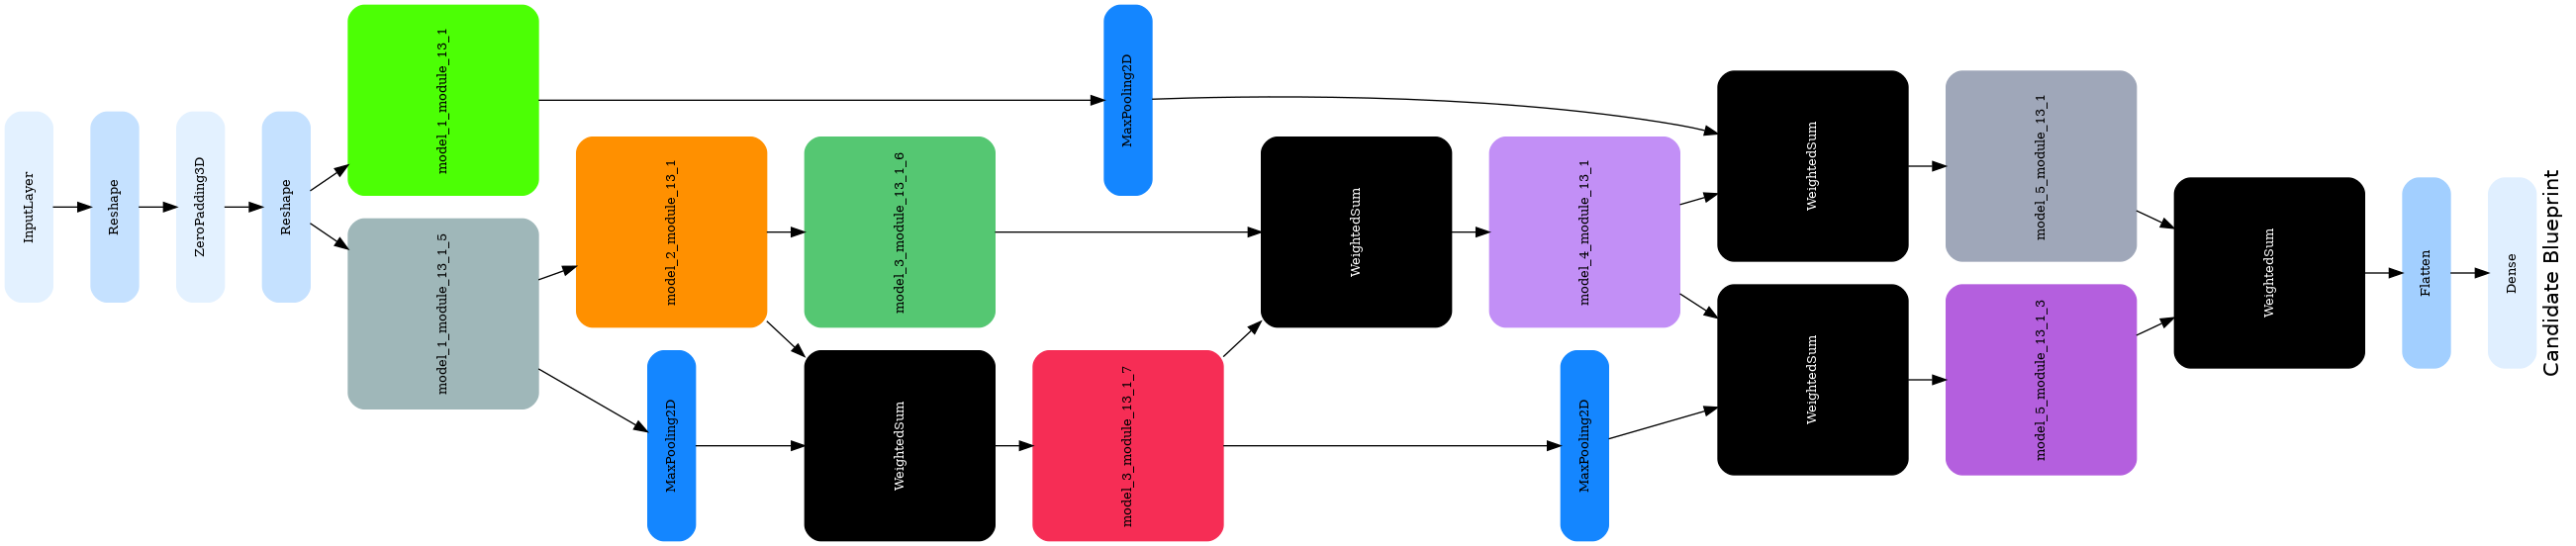 InputLayer
Reshape
ZeroPadding3D
Reshape
model_1_module_13_1
model_1_module_13_1_5
model_2_module_13_1
MaxPooling2D
model_3_module_13_1_6
WeightedSum
MaxPooling2D
model_3_module_13_1_7
WeightedSum
model_4_module_13_1
MaxPooling2D
WeightedSum
WeightedSum
model_5_module_13_1
model_5_module_13_1_3
WeightedSum
Flatten
Dense
Candidate Blueprint